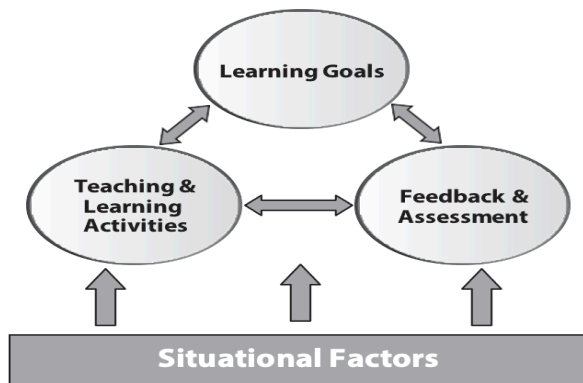 Learning Goals
Teaching &
Learning
Activities
Feedback &
Assessment
Situational Factors